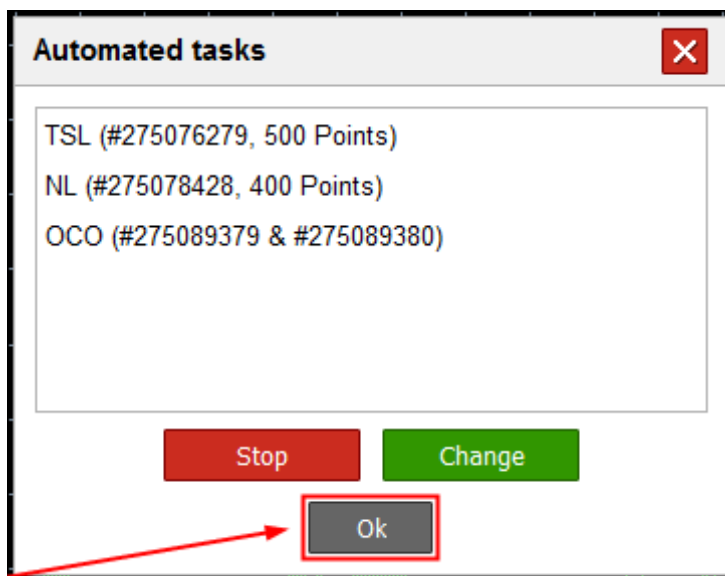 Automated tasks
TSL (#275076279, 500 Points)
NL (#275078428, 400 Points)
OCO (#275089379 & #275089380)
Stop Change
Ok